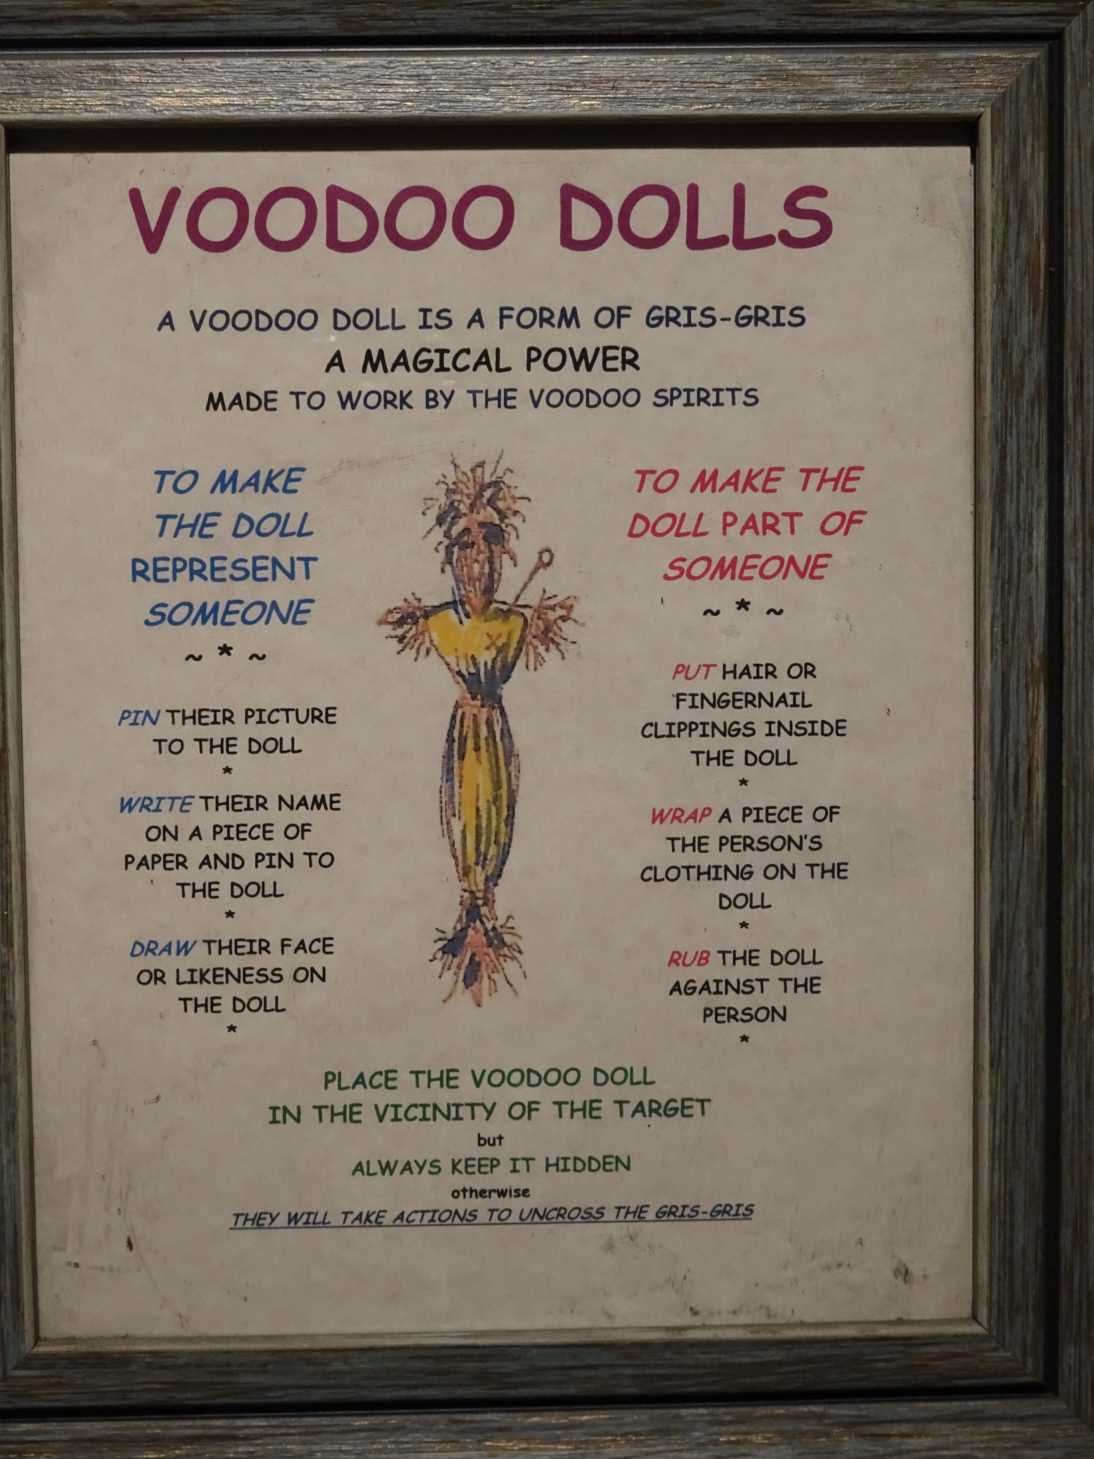 VOODOO DOLLS
A VOODOO DOLL IS A FORM OF GRIS-GRIS
A MAGICAL POWER
MADE TO WORK BY THE VOODOO SPIRITS
TO MAKE
THE DOLL
REPRESENT
SOMEONE
~ * ~
PIN THEIR PICTURE
TO THE DOLL
*
WRITE THEIR NAME
ON A PIECE OF
PAPER AND PIN TO
THE DOLL
*
DRAW THEIR FACE
OR LIKENESS ON
THE DOLL
*
TO MAKE THE
DOLL PART OF
SOMEONE
~ * ~
PUT HAIR OR
FINGERNAIL
CLIPPINGS INSIDE
THE DOLL
*
WRAP A PIECE OF
THE PERSON'S
CLOTHING ON THE
DOLL
*
RUB THE DOLL
AGAINST THE
PERSON
*
PLACE THE VOODOO DOLL
IN THE VICINITY OF THE TARGET
but
ALWAYS KEEP IT HIDDEN
otherwise
THEY WILL TAKE ACTIONS TO UNCROSS THE GRIS-GRIS